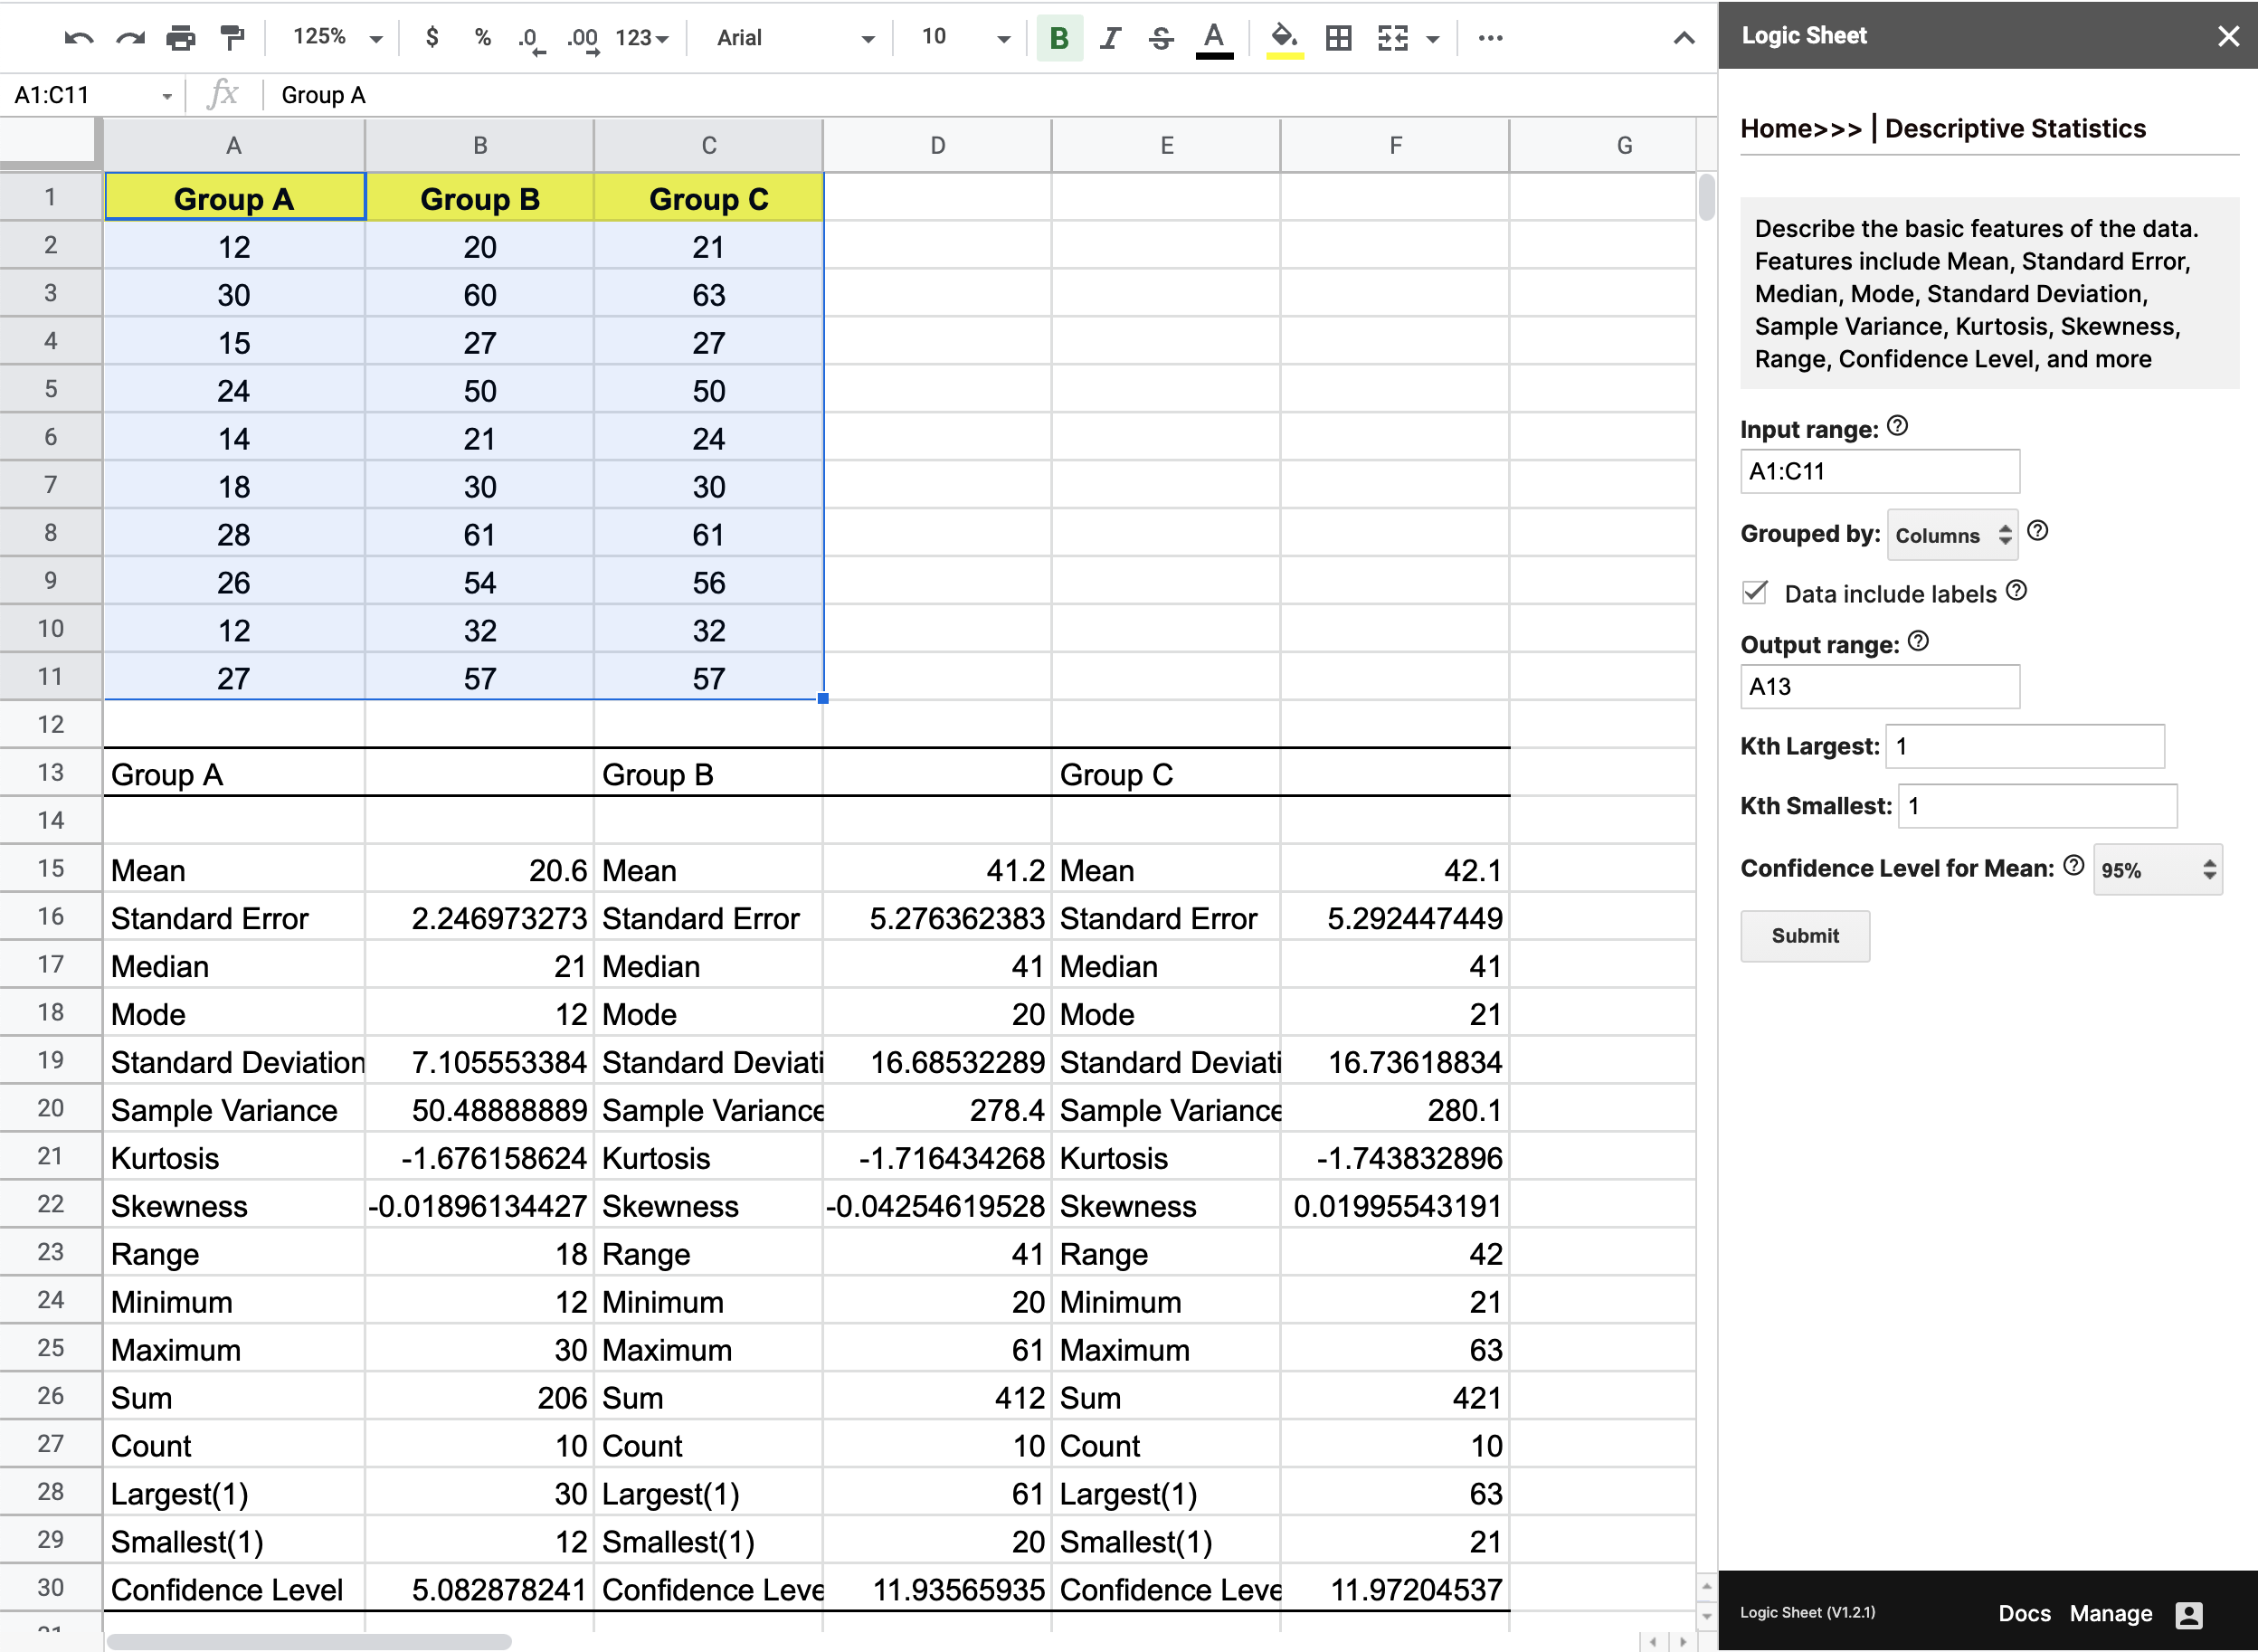 125% $ % .0 .00 123 Arial 10 B I S A
A1:C11 fx Group A
A B C D E F G
1 Group A Group B Group C
2 12 20 21
3 30 60 63
4 15 27 27
5 24 50 50
6 14 21 24
7 18 30 30
8 28 61 61
9 26 54 56
10 12 32 32
11 27 57 57
12
13 Group A Group B Group C
14
15 Mean 20.6 Mean 41.2 Mean 42.1
16 Standard Error 2.246973273 Standard Error 5.276362383 Standard Error 5.292447449
17 Median 21 Median 41 Median 41
18 Mode 12 Mode 20 Mode 21
19 Standard Deviation 7.105553384 Standard Deviati 16.68532289 Standard Deviati 16.73618834
20 Sample Variance 50.48888889 Sample Variance 278.4 Sample Variance 280.1
21 Kurtosis -1.676158624 Kurtosis -1.716434268 Kurtosis -1.743832896
22 Skewness -0.01896134427 Skewness -0.04254619528 Skewness 0.01995543191
23 Range 18 Range 41 Range 42
24 Minimum 12 Minimum 20 Minimum 21
25 Maximum 30 Maximum 61 Maximum 63
26 Sum 206 Sum 412 Sum 421
27 Count 10 Count 10 Count 10
28 Largest(1) 30 Largest(1) 61 Largest(1) 63
29 Smallest(1) 12 Smallest(1) 20 Smallest(1) 21
30 Confidence Level 5.082878241 Confidence Leve 11.93565935 Confidence Leve 11.97204537
Logic Sheet
Home>>> | Descriptive Statistics
Describe the basic features of the data.
Features include Mean, Standard Error,
Median, Mode, Standard Deviation,
Sample Variance, Kurtosis, Skewness,
Range, Confidence Level, and more
Input range: ?
A1:C11
Grouped by: Columns ?
Data include labels ?
Output range: ?
A13
Kth Largest: 1
Kth Smallest: 1
Confidence Level for Mean: ? 95%
Submit
Logic Sheet (V1.2.1) Docs Manage